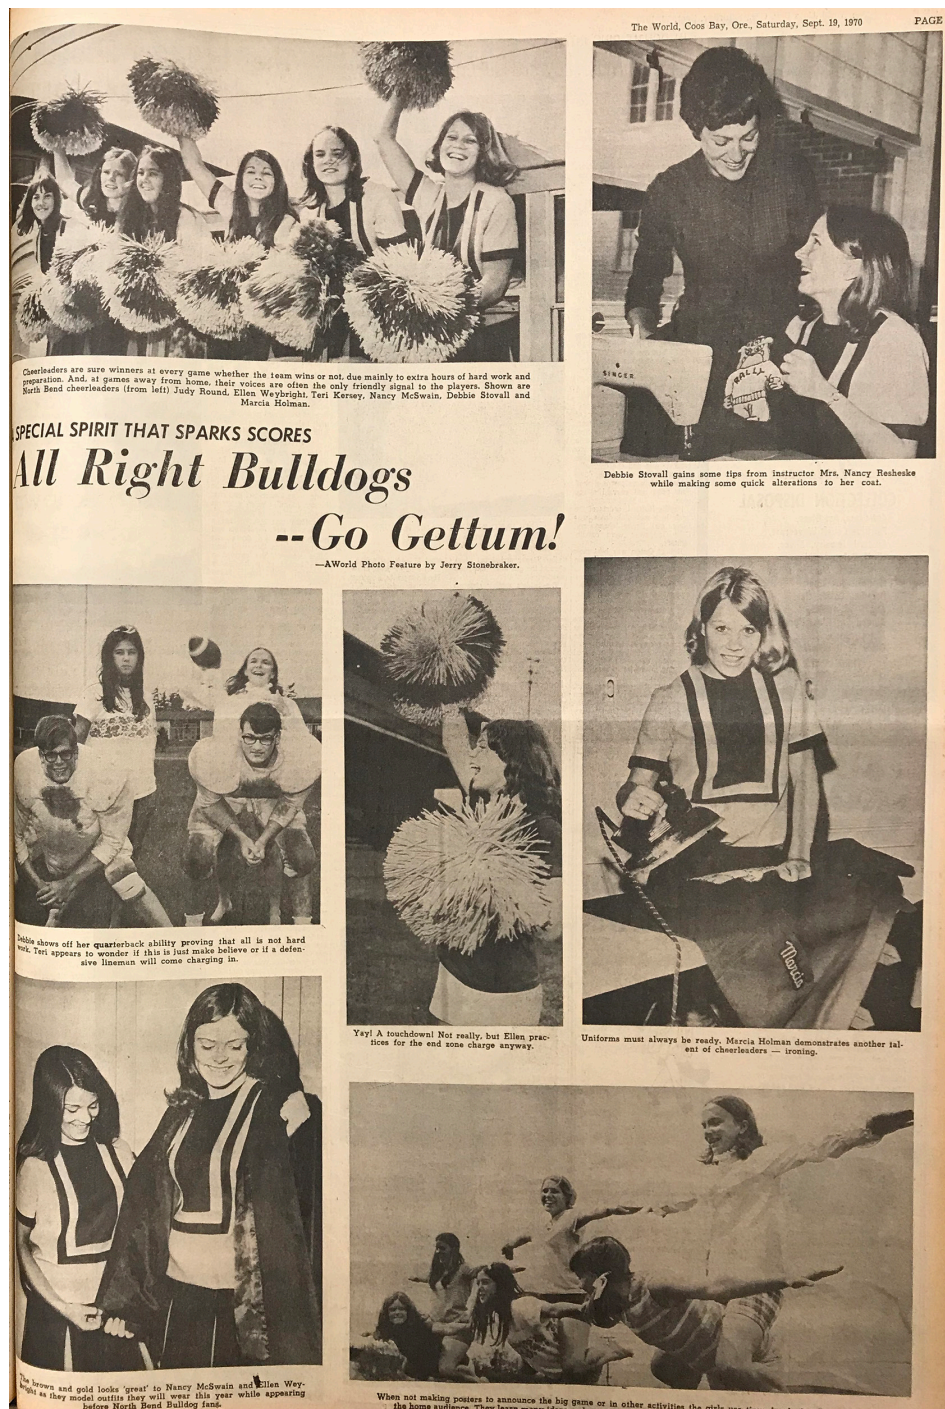 The World, Coos Bay, Ore., Saturday, Sept. 19, 1970
PAGE
SINGER
RALLY
Cheerleaders are sure winners at every game whether the team wins or not, due mainly to extra hours of hard work and
preparation. And, at games away from home, their voices are often the only friendly signal to the players. Shown are
North Bend cheerleaders (from left) Judy Round, Ellen Weybright, Teri Kersey, Nancy McSwain, Debbie Stovall and
Marcia Holman.
Debbie Stovall gains some tips from instructor Mrs. Nancy Resheske
while making some quick alterations to her coat.
SPECIAL SPIRIT THAT SPARKS SCORES
All Right Bulldogs
--Go Gettum!
—AWorld Photo Feature by Jerry Stonebraker.
Marcia
Debbie shows off her quarterback ability proving that all is not hard
work. Teri appears to wonder if this is just make believe or if a defen-
sive lineman will come charging in.
Yay! A touchdown! Not really, but Ellen prac-
tices for the end zone charge anyway.
Uniforms must always be ready. Marcia Holman demonstrates another tal-
ent of cheerleaders — ironing.
The brown and gold looks 'great' to Nancy McSwain and Ellen Wey-
bright as they model outfits they will wear this year while appearing
before North Bend Bulldog fans.
When not making posters to announce the big game or in other activities the girls
the home audience. They learn many